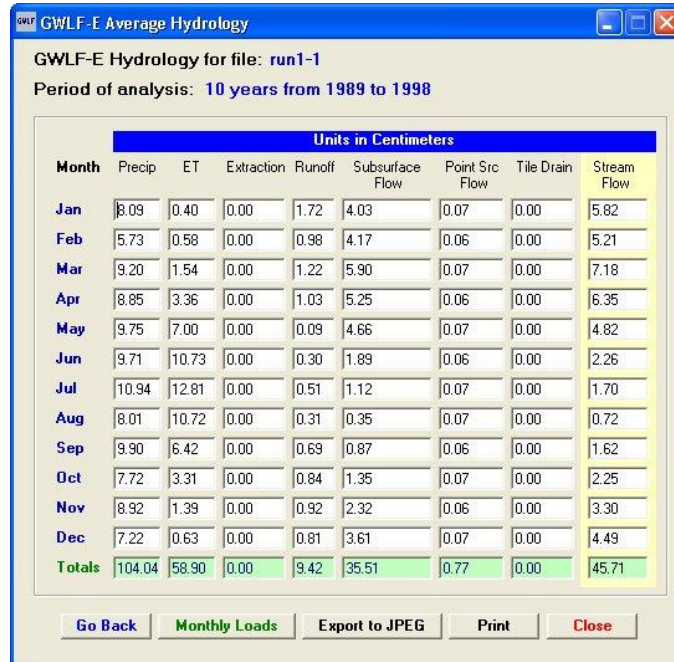 GWLF GWLF-E Average Hydrology
GWLF-E Hydrology for file: run1-1
Period of analysis: 10 years from 1989 to 1998
Units in Centimeters
Month Precip ET Extraction Runoff Subsurface Flow Point Src Flow Tile Drain Stream Flow
Jan 8.09 0.40 0.00 1.72 4.03 0.07 0.00 5.82
Feb 5.73 0.58 0.00 0.98 4.17 0.06 0.00 5.21
Mar 9.20 1.54 0.00 1.22 5.90 0.07 0.00 7.18
Apr 8.85 3.36 0.00 1.03 5.25 0.06 0.00 6.35
May 9.75 7.00 0.00 0.09 4.66 0.07 0.00 4.82
Jun 9.71 10.73 0.00 0.30 1.89 0.06 0.00 2.26
Jul 10.94 12.81 0.00 0.51 1.12 0.07 0.00 1.70
Aug 8.01 10.72 0.00 0.31 0.35 0.07 0.00 0.72
Sep 9.90 6.42 0.00 0.69 0.87 0.06 0.00 1.62
Oct 7.72 3.31 0.00 0.84 1.35 0.07 0.00 2.25
Nov 8.92 1.39 0.00 0.92 2.32 0.06 0.00 3.30
Dec 7.22 0.63 0.00 0.81 3.61 0.07 0.00 4.49
Totals 104.04 58.90 0.00 9.42 35.51 0.77 0.00 45.71
Go Back Monthly Loads Export to JPEG Print Close